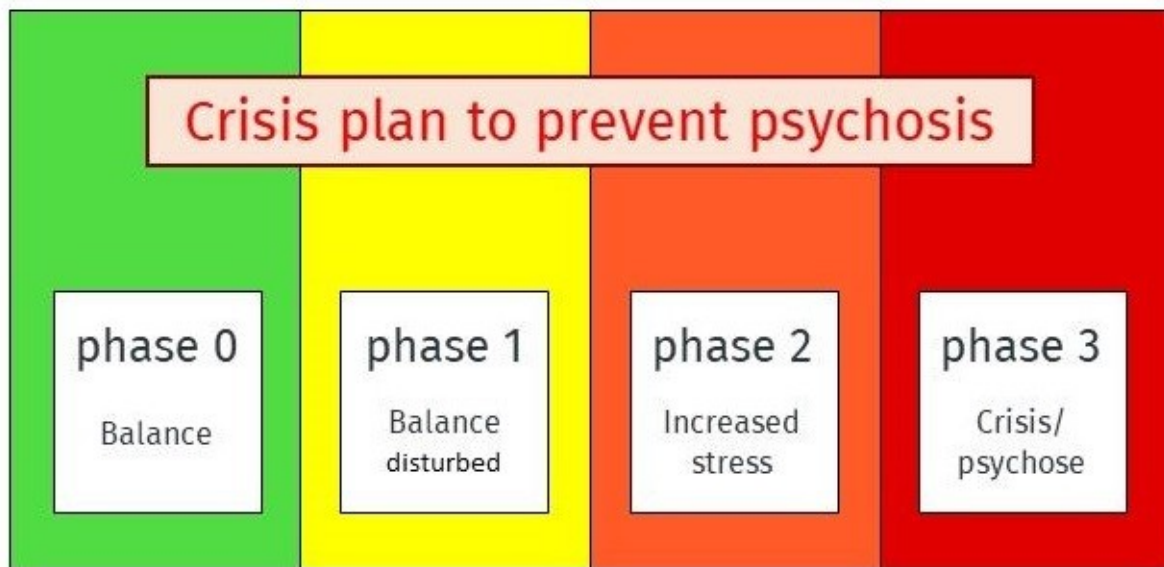 Crisis plan to prevent psychosis
phase 0
Balance
phase 1
Balance
disturbed
phase 2
Increased
stress
phase 3
Crisis/
psychose